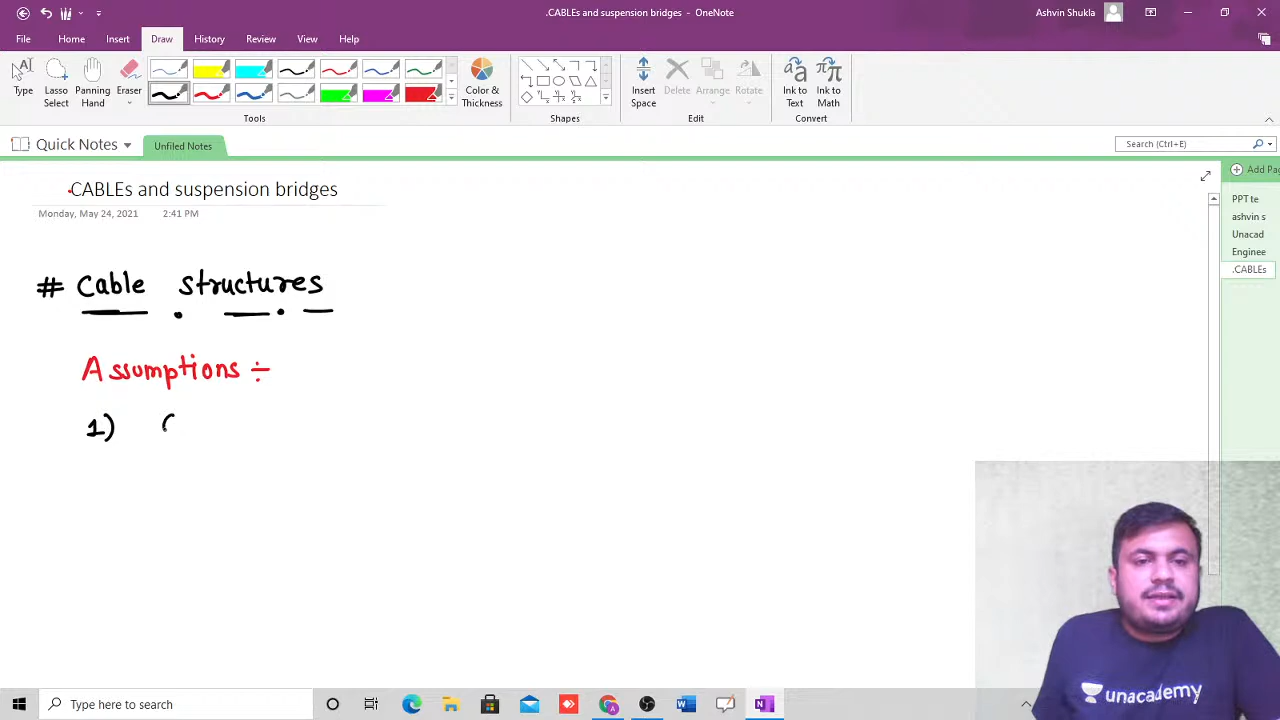 .CABLEs and suspension bridges - OneNote
Ashvin Shukla
File Home Insert Draw History Review View Help
Type
Lasso Select
Panning Hand
Eraser
Color & Thickness
Insert Space
Delete
Arrange
Rotate
Ink to Text
Ink to Math
Tools
Shapes
Edit
Convert
Quick Notes
Unfiled Notes
Search (Ctrl+E)
Add Pag
.CABLEs and suspension bridges
Monday, May 24, 2021 2:41 PM
PPT te
ashvin s
Unacad
Enginee
.CABLEs
# Cable structures
Assumptions ÷
1) (
unacademy
Type here to search